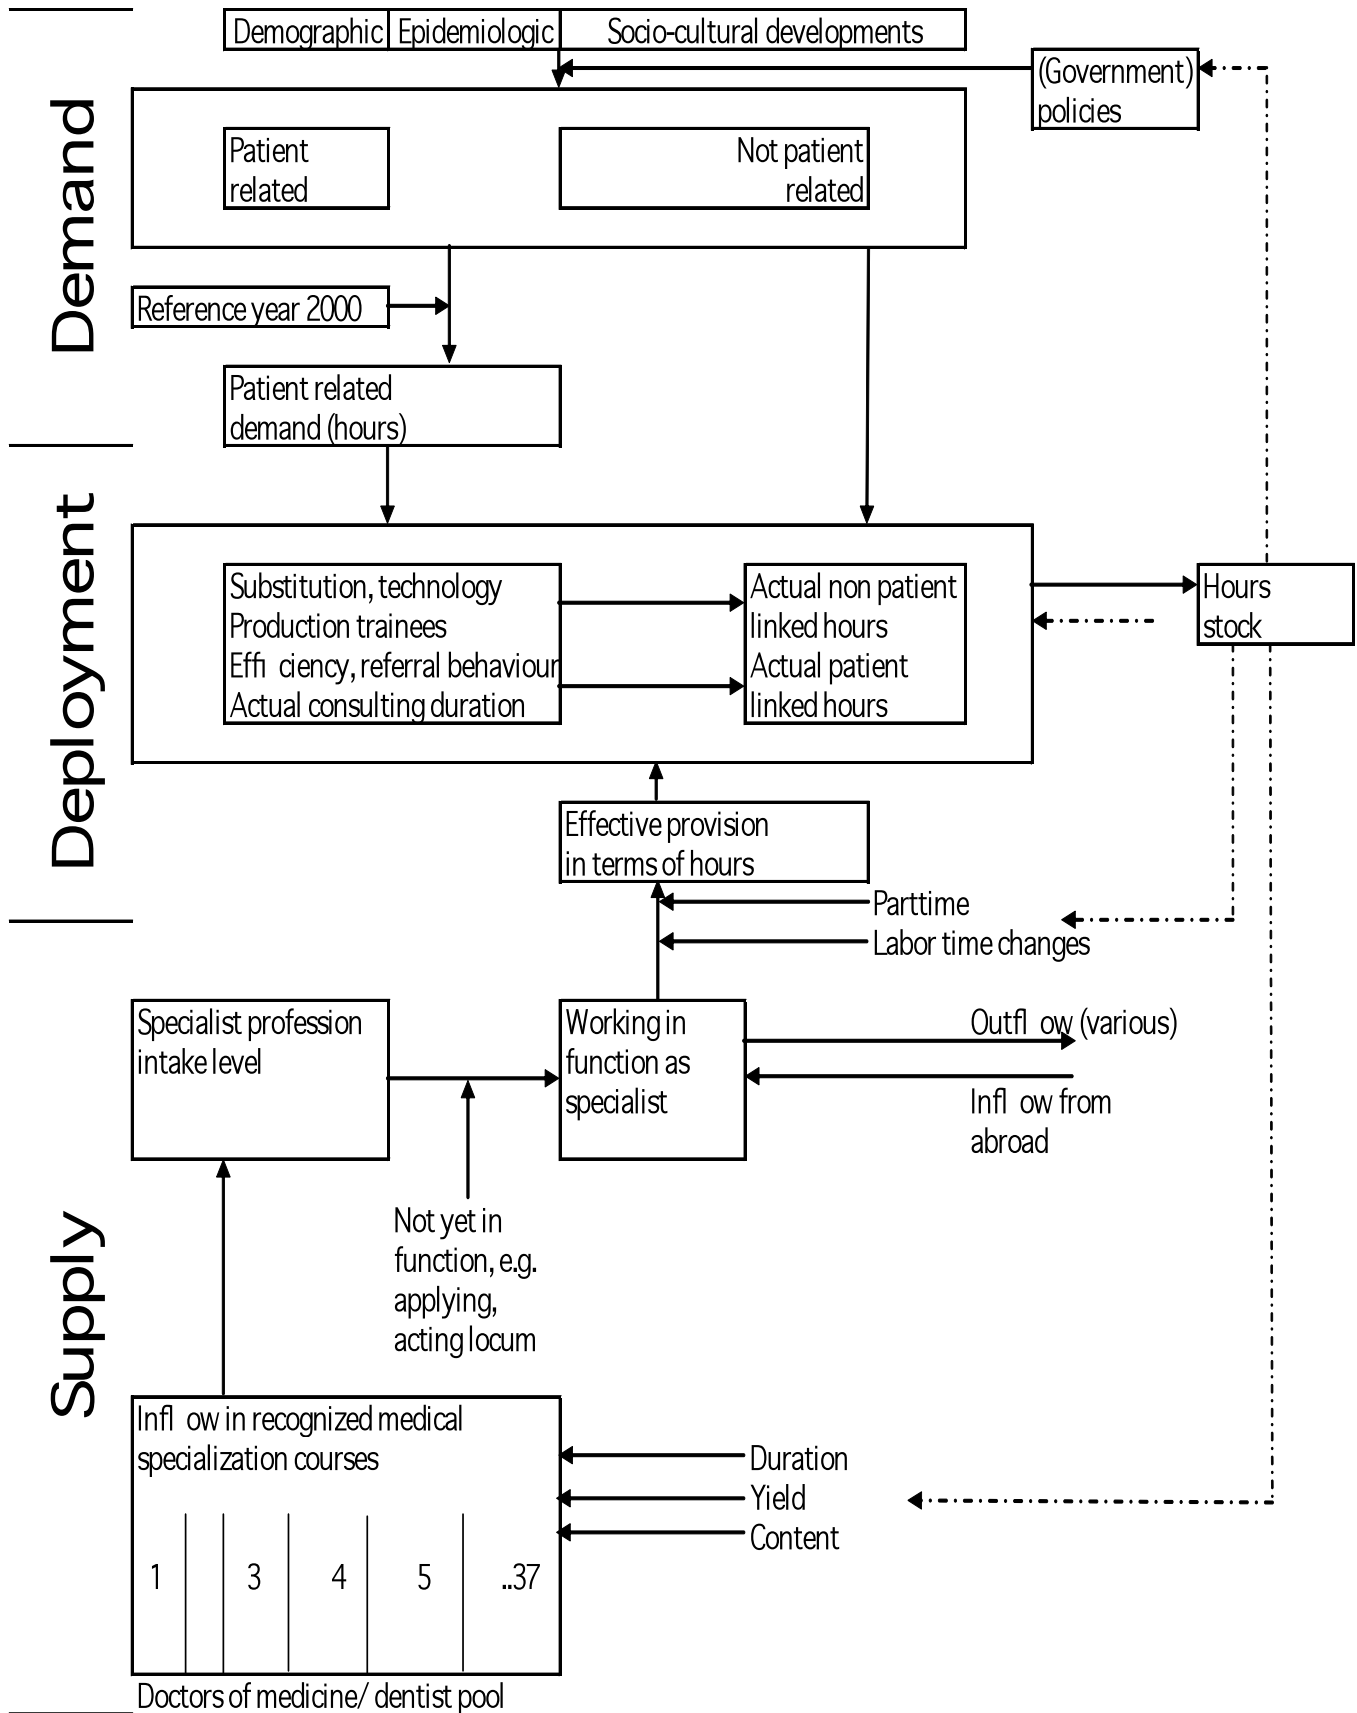 Demand
Demographic
Epidemiologic
Socio-cultural developments
(Government)
policies
Patient
related
Not patient
related
Reference year 2000
Patient related
demand (hours)
Deployment
Substitution, technology
Production trainees
Effi ciency, referral behaviour
Actual consulting duration
Actual non patient
linked hours
Actual patient
linked hours
Hours
stock
Effective provision
in terms of hours
Parttime
Labor time changes
Supply
Specialist profession
intake level
Working in
function as
specialist
Outfl ow (various)
Infl ow from
abroad
Not yet in
function, e.g.
applying,
acting locum
Infl ow in recognized medical
specialization courses
Duration
Yield
Content
1 3 4 5 ..37
Doctors of medicine/ dentist pool